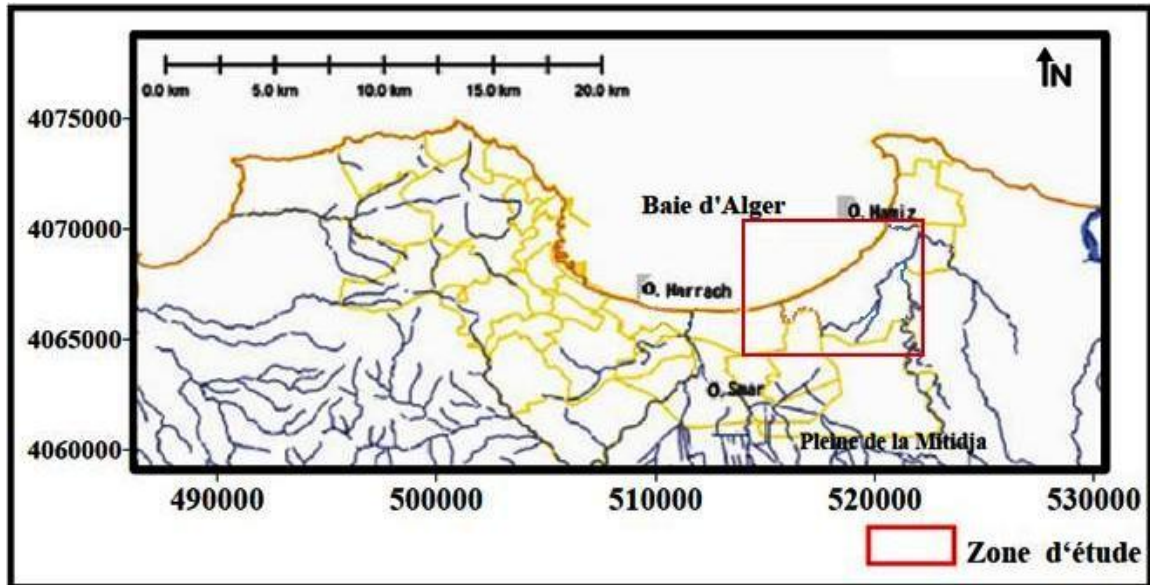 0.0 km 5.0 km 10.0 km 15.0 km 20.0 km
N
4075000
4070000
4065000
4060000
Baie d'Alger
O. Hamiz
O. Harrach
O. Smar
Pleine de la Mitidja
490000 500000 510000 520000 530000
Zone d‘étude